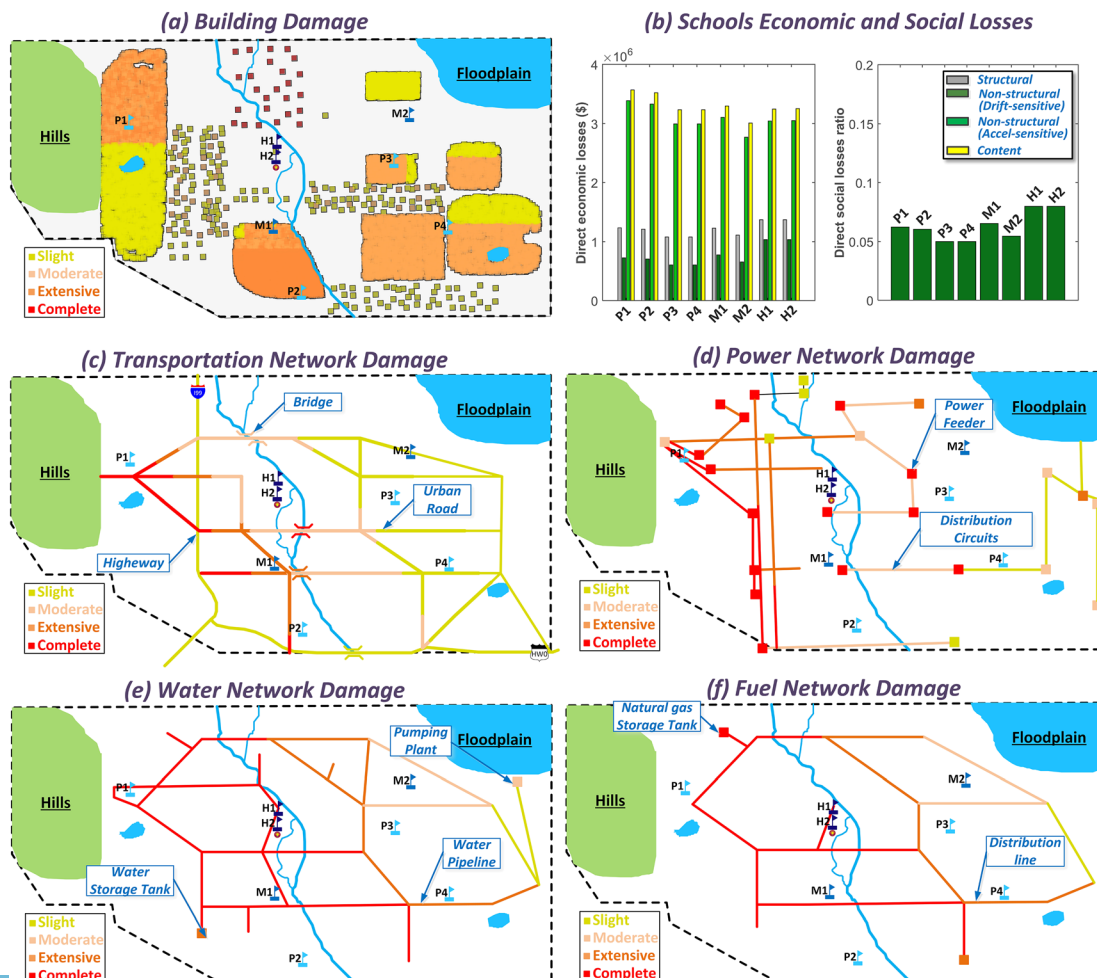 (a) Building Damage
Hills
Floodplain
P1
M2
H1
H2
P3
M1
P4
P2
Slight
Moderate
Extensive
Complete
(b) Schools Economic and Social Losses
×10⁶
Direct economic losses ($)
4
3
2
1
0
P1 P2 P3 P4 M1 M2 H1 H2
Direct social losses ratio
0.2
0.15
0.1
0.05
0
Structural
Non-structural
(Drift-sensitive)
Non-structural
(Accel-sensitive)
Content
P1 P2 P3 P4 M1 M2 H1 H2
(c) Transportation Network Damage
Hills
Floodplain
195
Bridge
P1
M2
H1
H2
P3
Urban
Road
Higheway
M1
P4
P2
HW0
Slight
Moderate
Extensive
Complete
(d) Power Network Damage
Hills
Floodplain
Power
Feeder
P1
M2
H1
H2
P3
Distribution
Circuits
M1
P4
P2
Slight
Moderate
Extensive
Complete
(e) Water Network Damage
Hills
Floodplain
Pumping
Plant
P1
M2
H1
H2
P3
Water
Pipeline
Water
Storage Tank
M1
P4
P2
Slight
Moderate
Extensive
Complete
(f) Fuel Network Damage
Natural gas
Storage Tank
Hills
Floodplain
P1
M2
H1
H2
P3
Distribution
line
M1
P4
P2
Slight
Moderate
Extensive
Complete